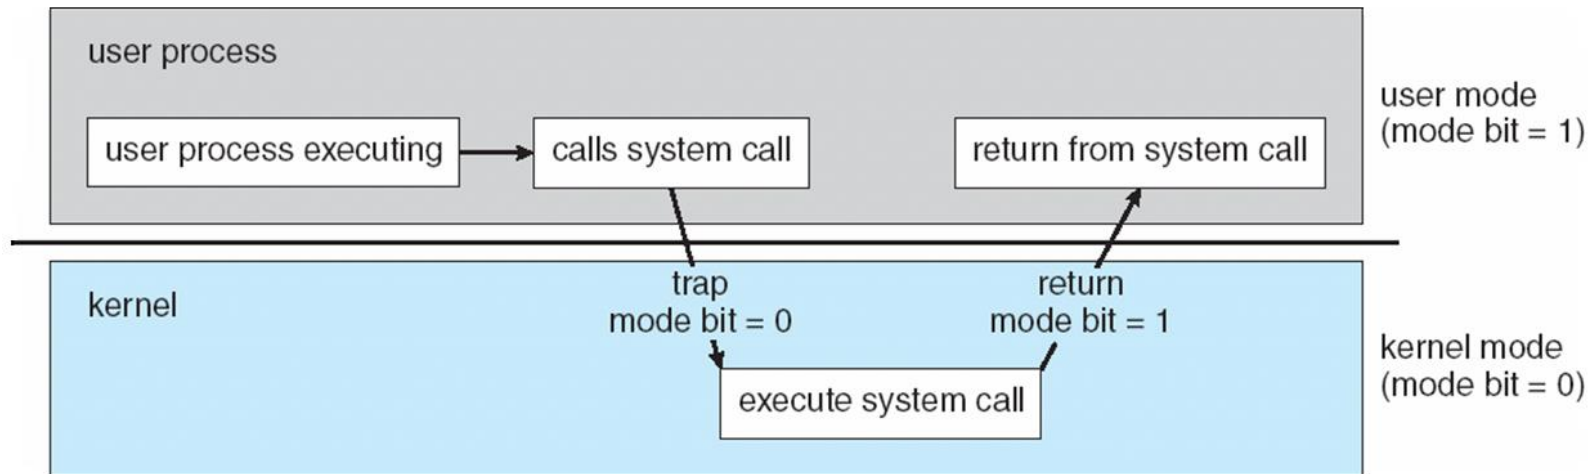 user process
user process executing
calls system call
return from system call
user mode
(mode bit = 1)
kernel
trap
mode bit = 0
return
mode bit = 1
execute system call
kernel mode
(mode bit = 0)